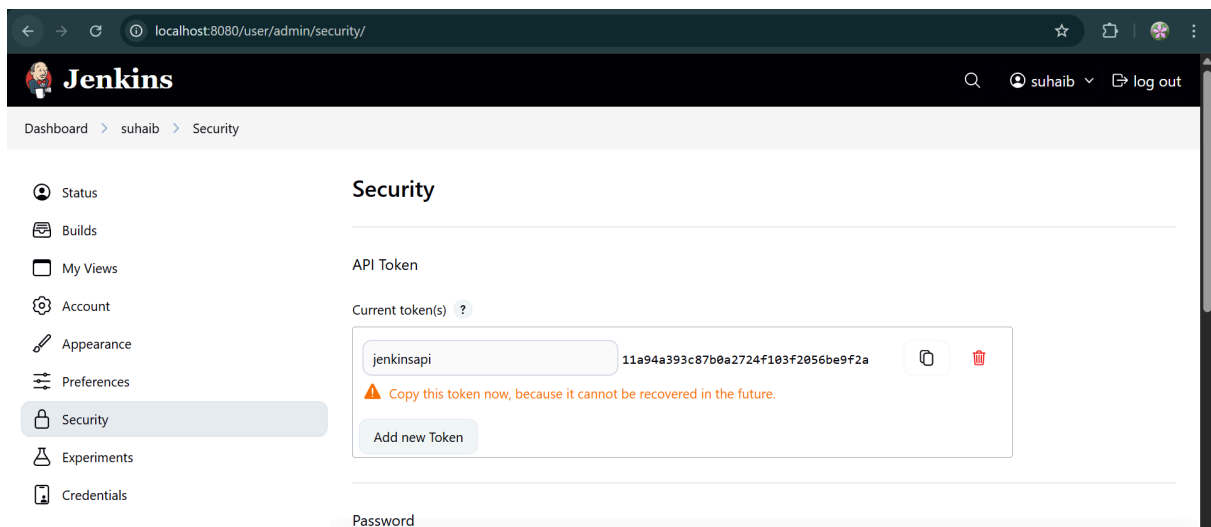 localhost:8080/user/admin/security/
Jenkins
suhaib
log out
Dashboard > suhaib > Security
Status
Builds
My Views
Account
Appearance
Preferences
Security
Experiments
Credentials
Security
API Token
Current token(s) ?
jenkinsapi 11a94a393c87b0a2724f103f2056be9f2a
Copy this token now, because it cannot be recovered in the future.
Add new Token
Password